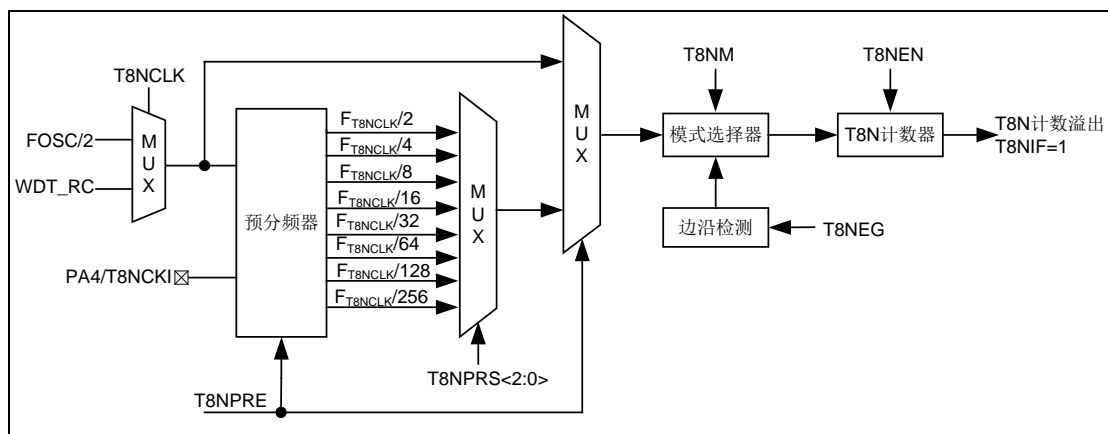 T8NCLK
FOSC/2
WDT_RC
MUX
PA4/T8NCKI
预分频器
F_T8NCLK/2
F_T8NCLK/4
F_T8NCLK/8
F_T8NCLK/16
F_T8NCLK/32
F_T8NCLK/64
F_T8NCLK/128
F_T8NCLK/256
MUX
T8NPRS<2:0>
T8NPRE
MUX
T8NM
模式选择器
边沿检测
T8NEG
T8NEN
T8N计数器
T8N计数溢出
T8NIF=1